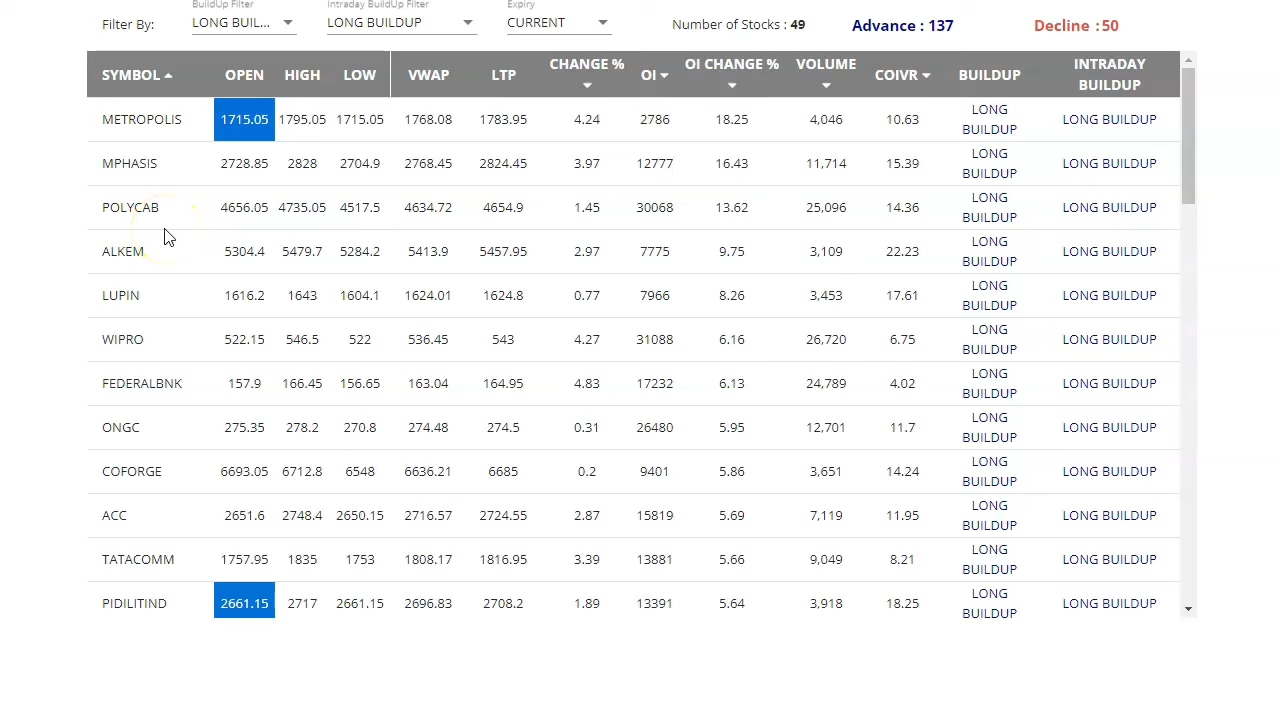 BuildUp Filter Intraday BuildUp Filter Expiry
Filter By: LONG BUIL... LONG BUILDUP CURRENT Number of Stocks : 49 Advance : 137 Decline : 50
SYMBOL OPEN HIGH LOW VWAP LTP CHANGE % OI OI CHANGE % VOLUME COIVR BUILDUP INTRADAY BUILDUP
METROPOLIS 1715.05 1795.05 1715.05 1768.08 1783.95 4.24 2786 18.25 4,046 10.63 LONG BUILDUP LONG BUILDUP
MPHASIS 2728.85 2828 2704.9 2768.45 2824.45 3.97 12777 16.43 11,714 15.39 LONG BUILDUP LONG BUILDUP
POLYCAB 4656.05 4735.05 4517.5 4634.72 4654.9 1.45 30068 13.62 25,096 14.36 LONG BUILDUP LONG BUILDUP
ALKEM 5304.4 5479.7 5284.2 5413.9 5457.95 2.97 7775 9.75 3,109 22.23 LONG BUILDUP LONG BUILDUP
LUPIN 1616.2 1643 1604.1 1624.01 1624.8 0.77 7966 8.26 3,453 17.61 LONG BUILDUP LONG BUILDUP
WIPRO 522.15 546.5 522 536.45 543 4.27 31088 6.16 26,720 6.75 LONG BUILDUP LONG BUILDUP
FEDERALBNK 157.9 166.45 156.65 163.04 164.95 4.83 17232 6.13 24,789 4.02 LONG BUILDUP LONG BUILDUP
ONGC 275.35 278.2 270.8 274.48 274.5 0.31 26480 5.95 12,701 11.7 LONG BUILDUP LONG BUILDUP
COFORGE 6693.05 6712.8 6548 6636.21 6685 0.2 9401 5.86 3,651 14.24 LONG BUILDUP LONG BUILDUP
ACC 2651.6 2748.4 2650.15 2716.57 2724.55 2.87 15819 5.69 7,119 11.95 LONG BUILDUP LONG BUILDUP
TATACOMM 1757.95 1835 1753 1808.17 1816.95 3.39 13881 5.66 9,049 8.21 LONG BUILDUP LONG BUILDUP
PIDILITIND 2661.15 2717 2661.15 2696.83 2708.2 1.89 13391 5.64 3,918 18.25 LONG BUILDUP LONG BUILDUP